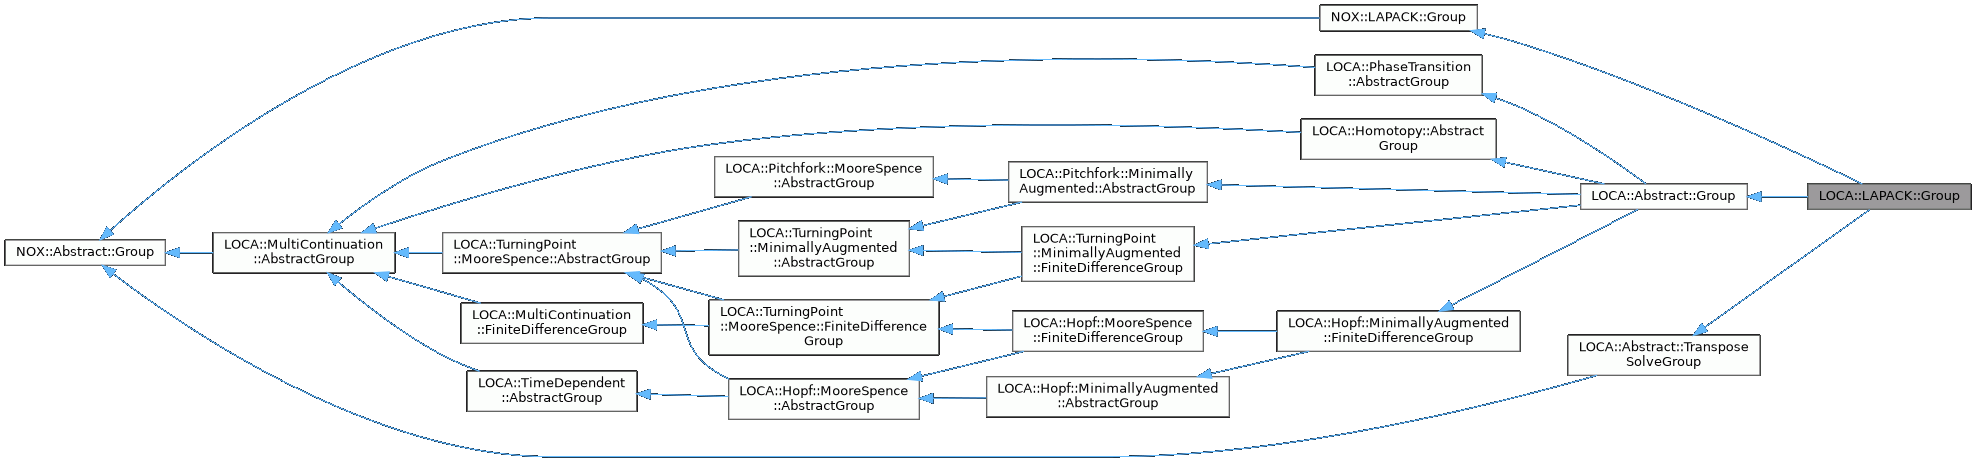 NOX::LAPACK::Group
LOCA::PhaseTransition
::AbstractGroup
LOCA::Homotopy::Abstract
Group
LOCA::Pitchfork::MooreSpence
::AbstractGroup
LOCA::Pitchfork::Minimally
Augmented::AbstractGroup
LOCA::Abstract::Group
LOCA::LAPACK::Group
NOX::Abstract::Group
LOCA::MultiContinuation
::AbstractGroup
LOCA::TurningPoint
::MooreSpence::AbstractGroup
LOCA::TurningPoint
::MinimallyAugmented
::AbstractGroup
LOCA::TurningPoint
::MinimallyAugmented
::FiniteDifferenceGroup
LOCA::MultiContinuation
::FiniteDifferenceGroup
LOCA::TurningPoint
::MooreSpence::FiniteDifference
Group
LOCA::Hopf::MooreSpence
::FiniteDifferenceGroup
LOCA::Hopf::MinimallyAugmented
::FiniteDifferenceGroup
LOCA::Abstract::Transpose
SolveGroup
LOCA::TimeDependent
::AbstractGroup
LOCA::Hopf::MooreSpence
::AbstractGroup
LOCA::Hopf::MinimallyAugmented
::AbstractGroup